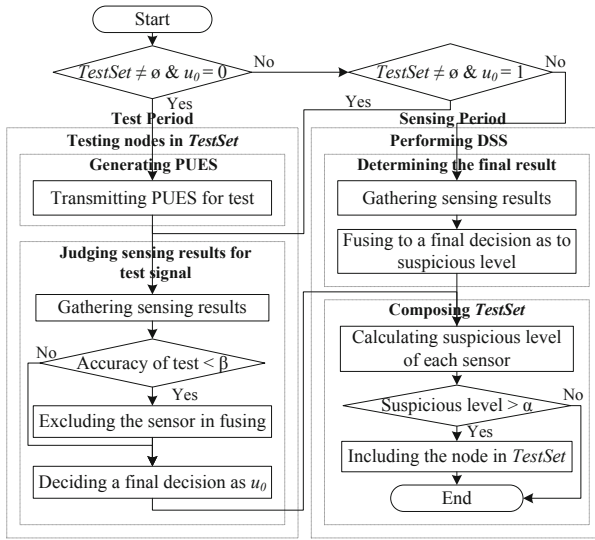 Start
TestSet ≠ ø & u0 = 0
No
TestSet ≠ ø & u0 = 1
No
Yes
Yes
Test Period
Sensing Period
Testing nodes in TestSet
Performing DSS
Generating PUES
Determining the final result
Transmitting PUES for test
Gathering sensing results
Fusing to a final decision as to
suspicious level
Judging sensing results for
test signal
Gathering sensing results
No
Accuracy of test < β
Yes
Excluding the sensor in fusing
Deciding a final decision as u0
Composing TestSet
Calculating suspicious level
of each sensor
No
Suspicious level > α
Yes
Including the node in TestSet
End